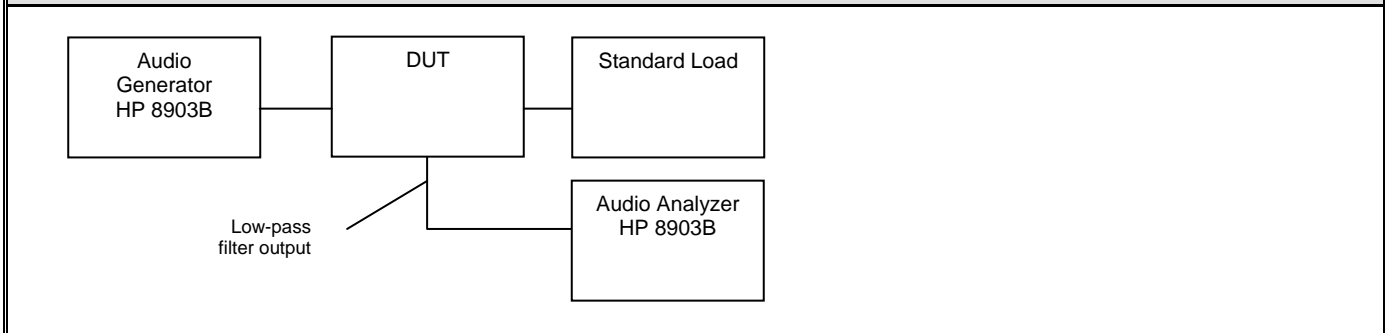 Audio
Generator
HP 8903B
DUT
Standard Load
Audio Analyzer
HP 8903B
Low-pass
filter output